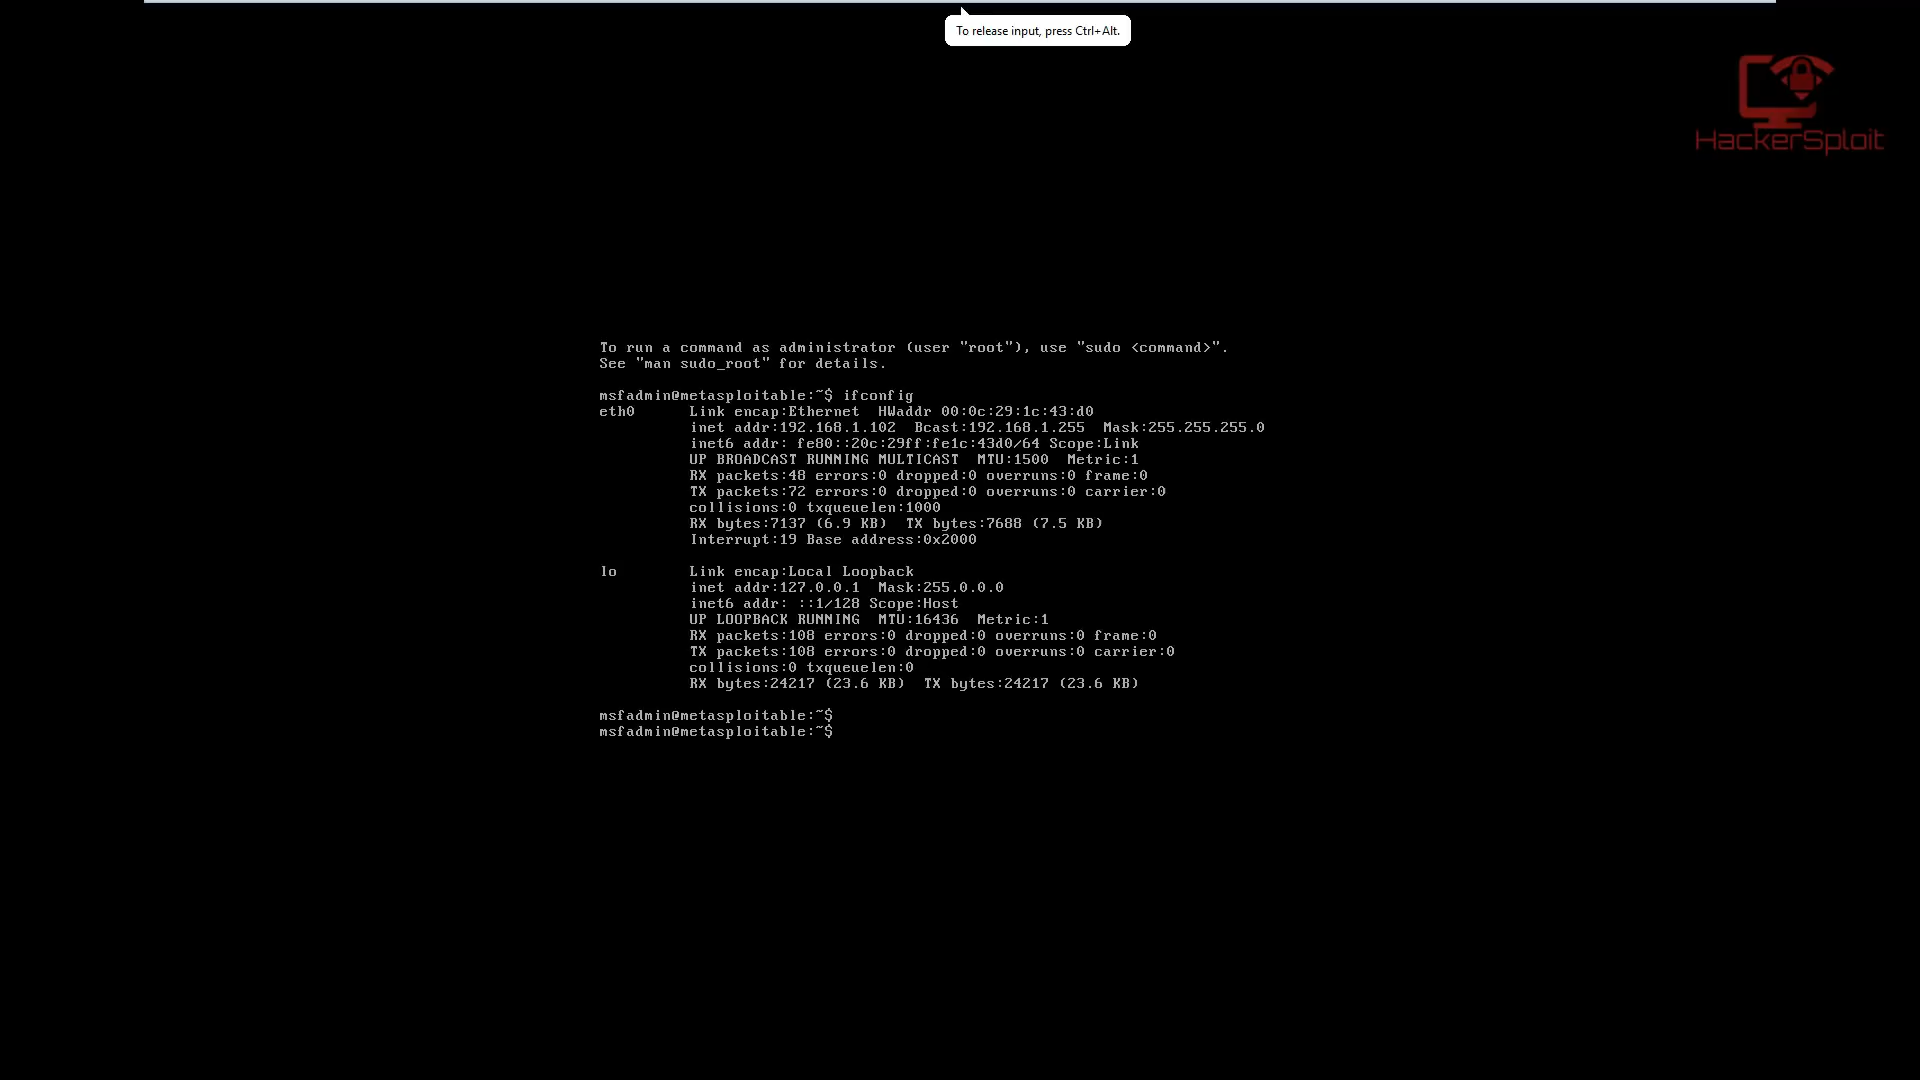 To release input, press Ctrl+Alt.
HackerSploit
To run a command as administrator (user "root"), use "sudo <command>".
See "man sudo_root" for details.
msfadmin@metasploitable:~$ ifconfig
eth0 Link encap:Ethernet HWaddr 00:0c:29:1c:43:d0
inet addr:192.168.1.102 Bcast:192.168.1.255 Mask:255.255.255.0
inet6 addr: fe80::20c:29ff:fe1c:43d0/64 Scope:Link
UP BROADCAST RUNNING MULTICAST MTU:1500 Metric:1
RX packets:48 errors:0 dropped:0 overruns:0 frame:0
TX packets:72 errors:0 dropped:0 overruns:0 carrier:0
collisions:0 txqueuelen:1000
RX bytes:7137 (6.9 KB) TX bytes:7688 (7.5 KB)
Interrupt:19 Base address:0x2000
lo Link encap:Local Loopback
inet addr:127.0.0.1 Mask:255.0.0.0
inet6 addr: ::1/128 Scope:Host
UP LOOPBACK RUNNING MTU:16436 Metric:1
RX packets:108 errors:0 dropped:0 overruns:0 frame:0
TX packets:108 errors:0 dropped:0 overruns:0 carrier:0
collisions:0 txqueuelen:0
RX bytes:24217 (23.6 KB) TX bytes:24217 (23.6 KB)
msfadmin@metasploitable:~$
msfadmin@metasploitable:~$